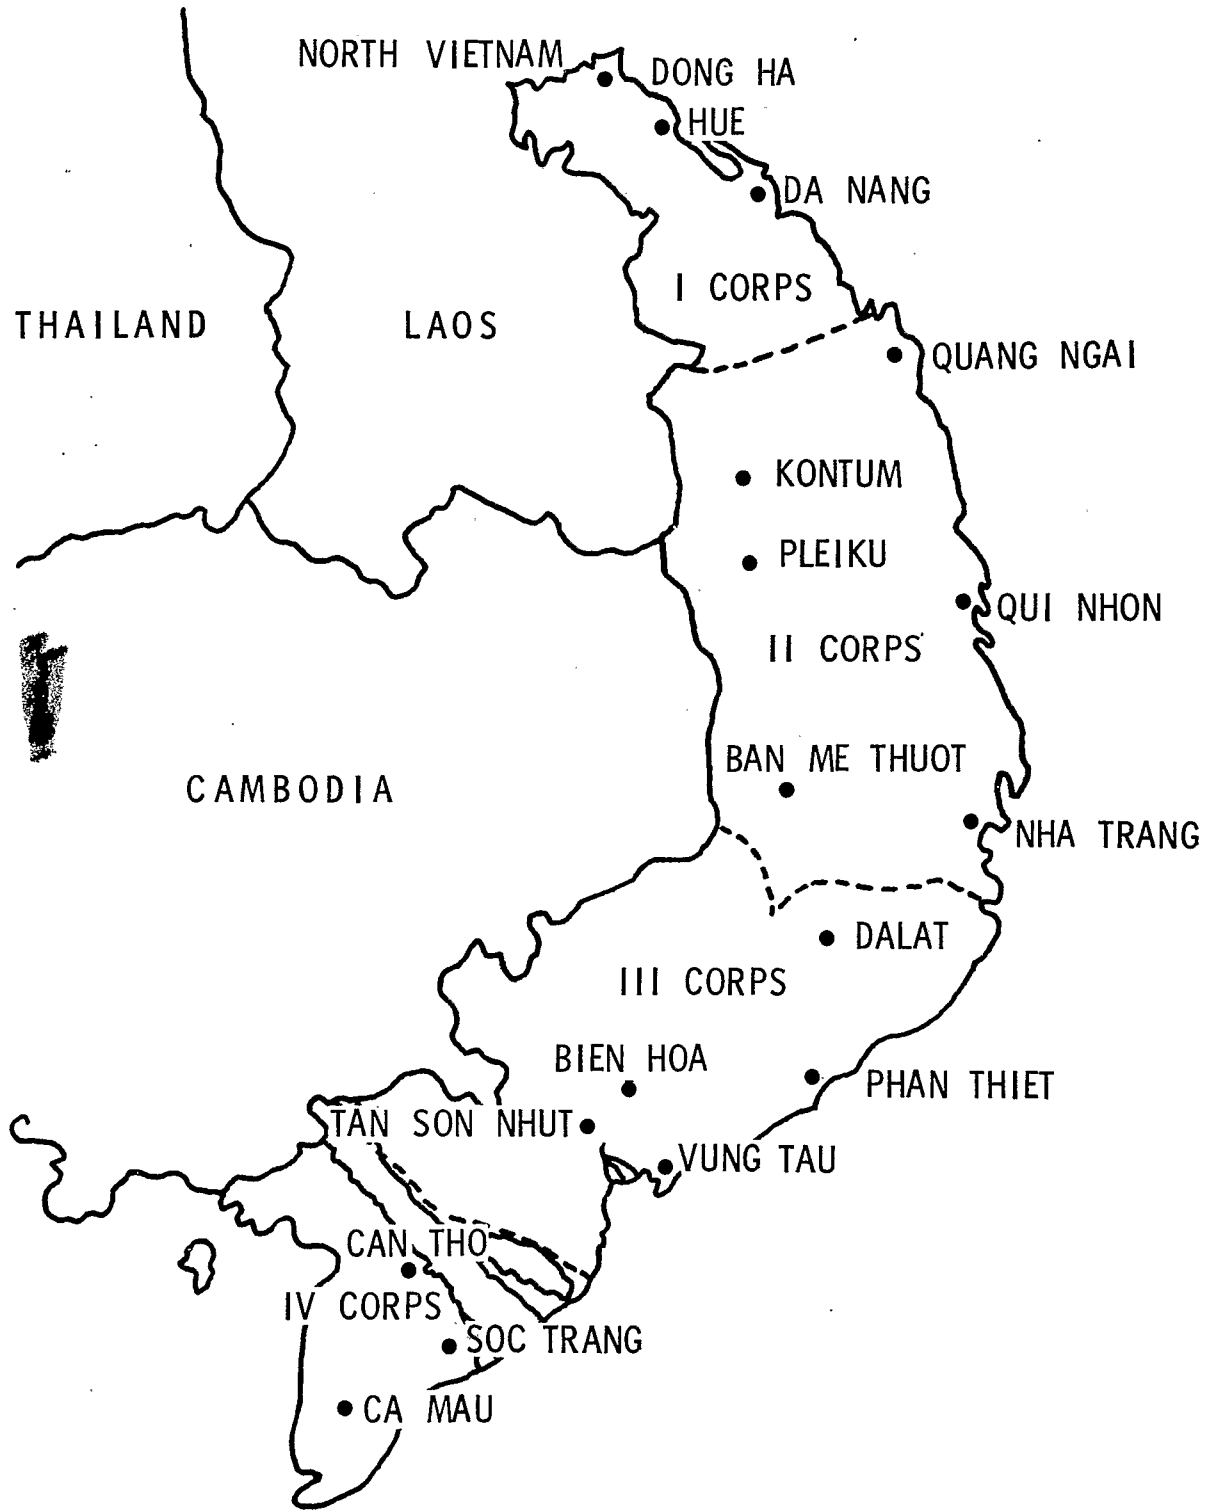 NORTH VIETNAM
DONG HA
HUE
DA NANG
I CORPS
THAILAND
LAOS
QUANG NGAI
KONTUM
PLEIKU
QUI NHON
II CORPS
BAN ME THUOT
CAMBODIA
NHA TRANG
DALAT
III CORPS
BIEN HOA
PHAN THIET
TAN SON NHUT
VUNG TAU
CAN THO
IV CORPS
SOC TRANG
CA MAU